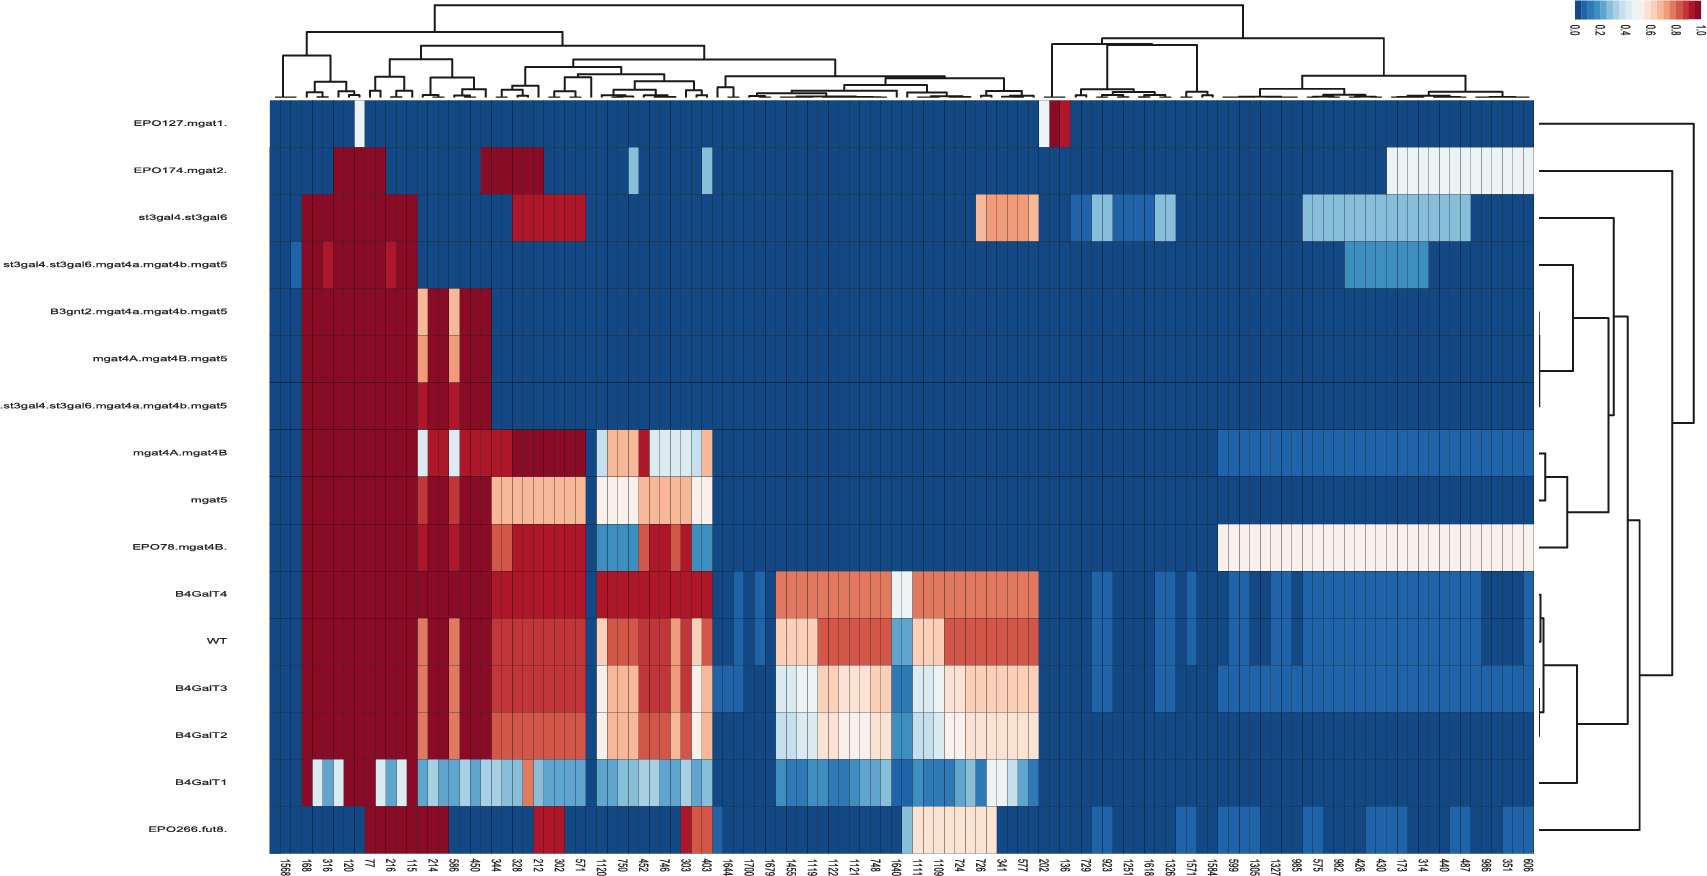 0.0 0.2 0.4 0.6 0.8 1.0
EPO127.mgat1.
EPO174.mgat2.
st3gal4.st3gal6
st3gal4.st3gal6.mgat4a.mgat4b.mgat5
B3gnt2.mgat4a.mgat4b.mgat5
mgat4A.mgat4B.mgat5
.st3gal4.st3gal6.mgat4a.mgat4b.mgat5
mgat4A.mgat4B
mgat5
EPO78.mgat4B.
B4GalT4
WT
B4GalT3
B4GalT2
B4GalT1
EPO266.fut8.
1568 168 316 120 77 216 115 214 586 450 344 328 212 302 571 1120 750 452 746 303 403 1644 1700 1679 1455 1119 1122 1121 748 1640 1111 1109 724 726 341 577 202 136 729 923 1251 1618 1326 1571 1584 599 1305 1327 985 575 982 426 430 173 314 440 487 986 351 606